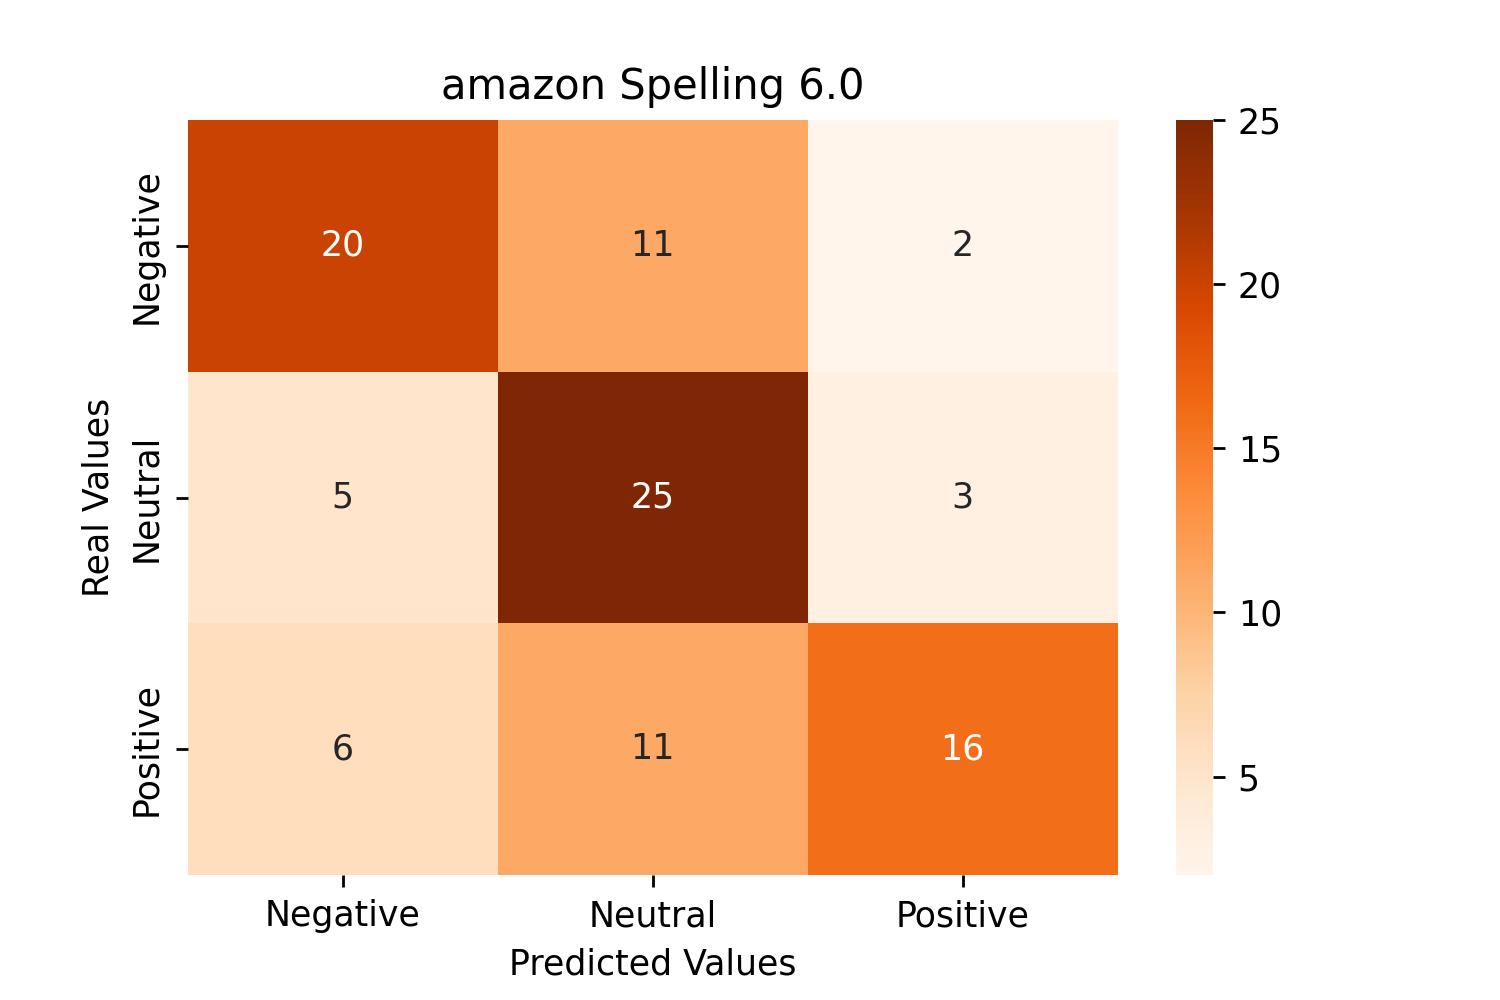 amazon Spelling 6.0
Real Values
Negative
20 11 2
Neutral
5 25 3
Positive
6 11 16
Negative Neutral Positive
Predicted Values
25
20
15
10
5